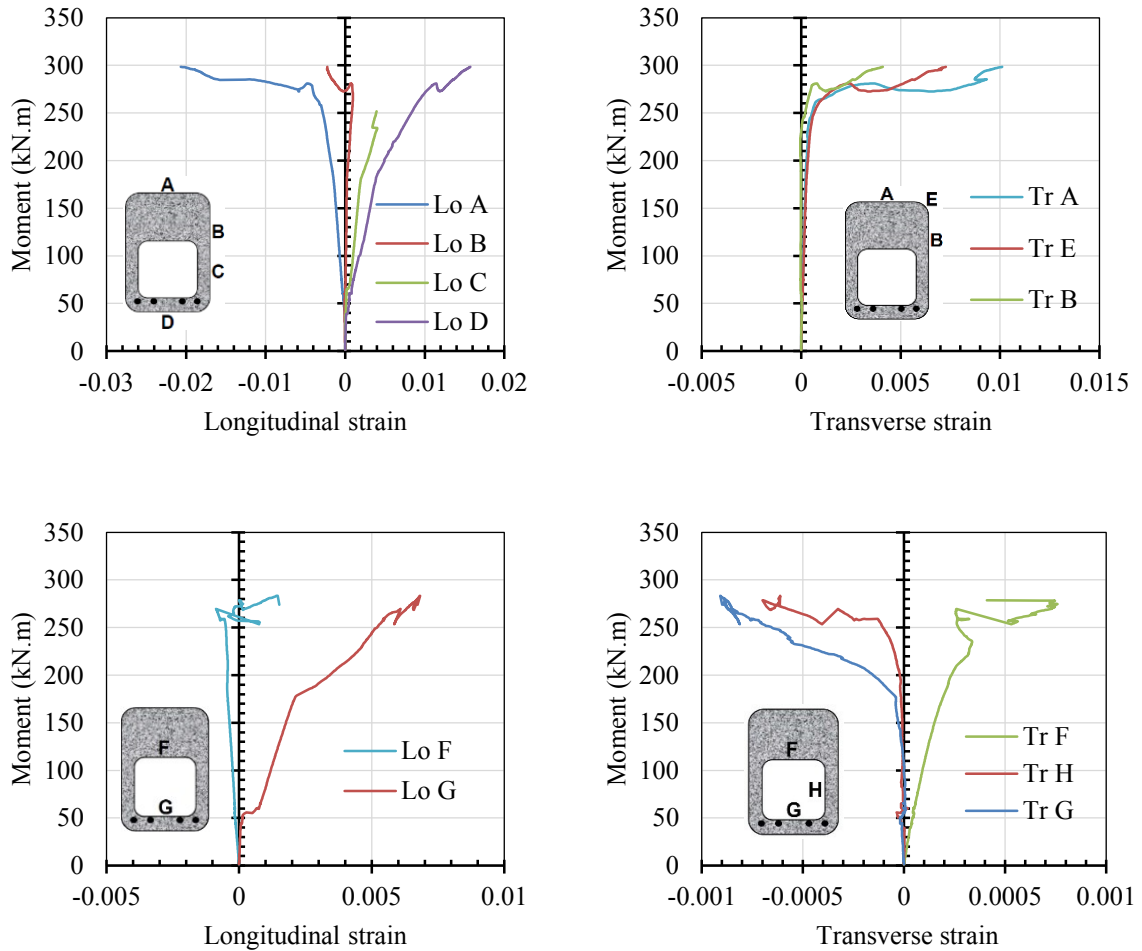 350
300
250
200
150
100
50
0
Moment (kN.m)
-0.03 -0.02 -0.01 0 0.01 0.02
Longitudinal strain
A
B
C
D
Lo A
Lo B
Lo C
Lo D
350
300
250
200
150
100
50
0
Moment (kN.m)
-0.005 0 0.005 0.01 0.015
Transverse strain
A E
B
Tr A
Tr E
Tr B
350
300
250
200
150
100
50
0
Moment (kN.m)
-0.005 0 0.005 0.01
Longitudinal strain
F
G
Lo F
Lo G
350
300
250
200
150
100
50
0
Moment (kN.m)
-0.001 -0.0005 0 0.0005 0.001
Transverse strain
F
H
G
Tr F
Tr H
Tr G